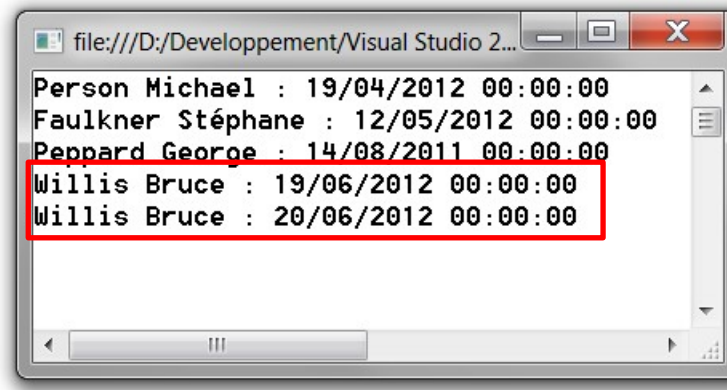 file:///D:/Developpement/Visual Studio 2...
Person Michael : 19/04/2012 00:00:00
Faulkner Stéphane : 12/05/2012 00:00:00
Peppard George : 14/08/2011 00:00:00
Willis Bruce : 19/06/2012 00:00:00
Willis Bruce : 20/06/2012 00:00:00